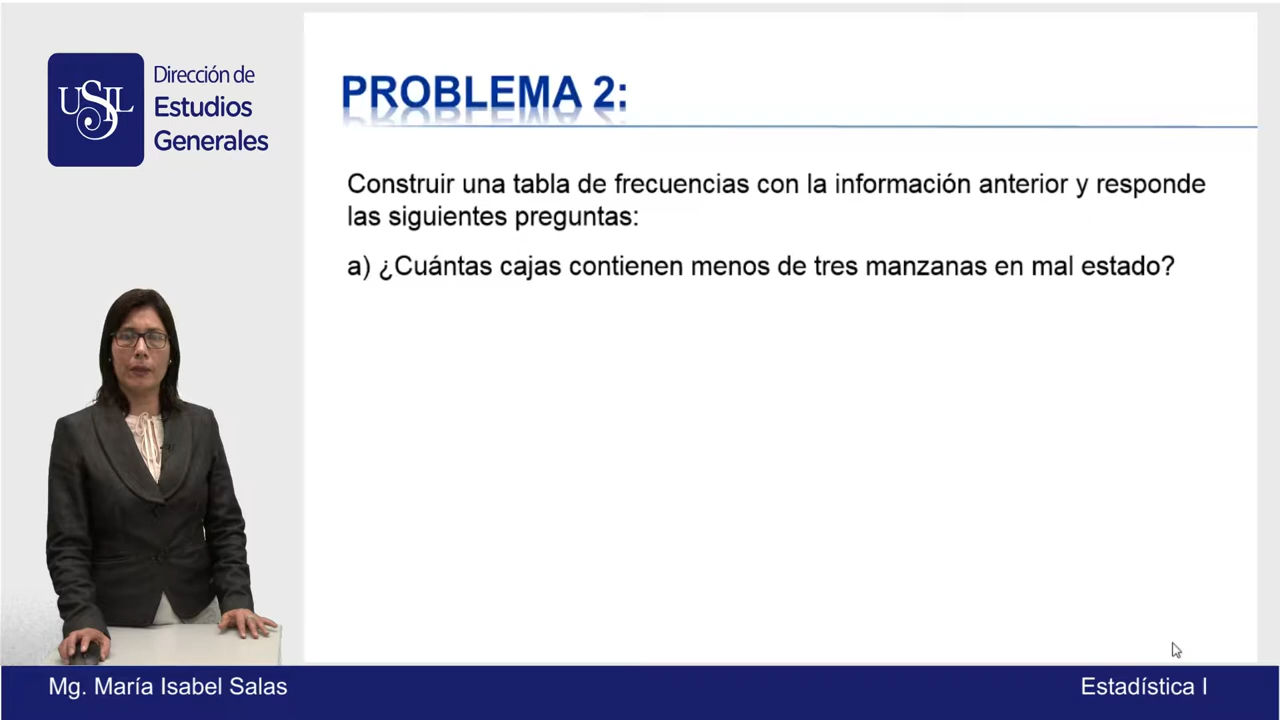 USIL
Dirección de
Estudios
Generales
PROBLEMA 2:
Construir una tabla de frecuencias con la información anterior y responde
las siguientes preguntas:
a) ¿Cuántas cajas contienen menos de tres manzanas en mal estado?
Mg. María Isabel Salas
Estadística I